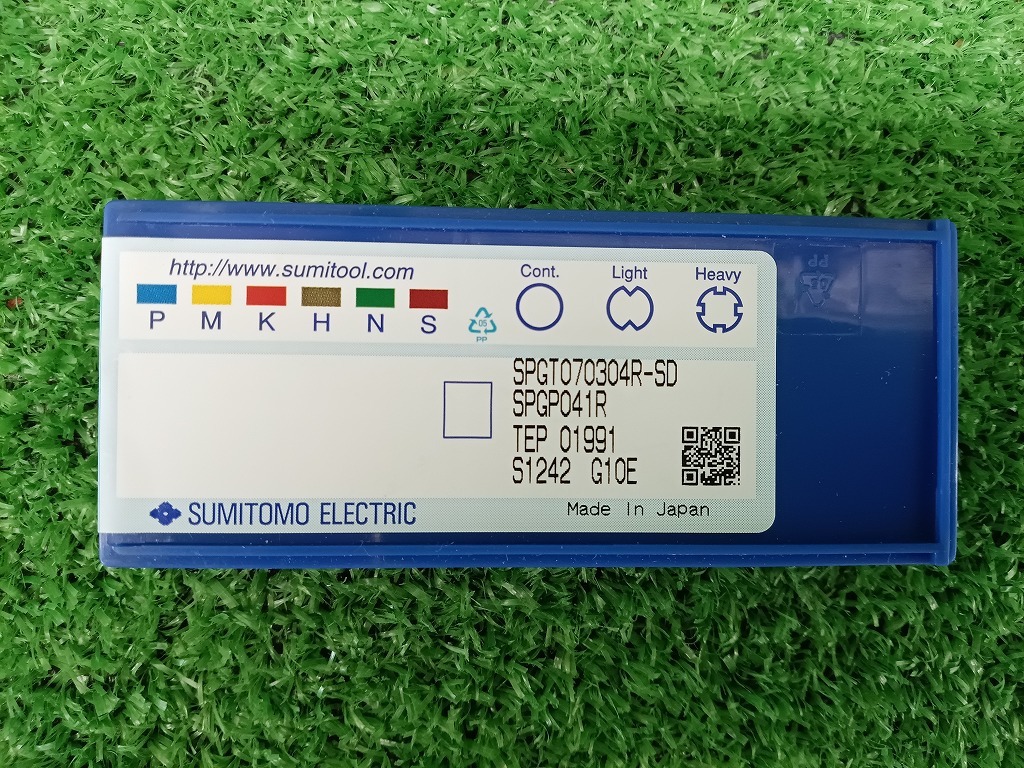 http://www.sumitool.com
P M K H N S
05
PP
Cont. Light Heavy
PP
SPGT070304R-SD
SPGP041R
TEP 01991
S1242 G10E
SUMITOMO ELECTRIC
Made In Japan